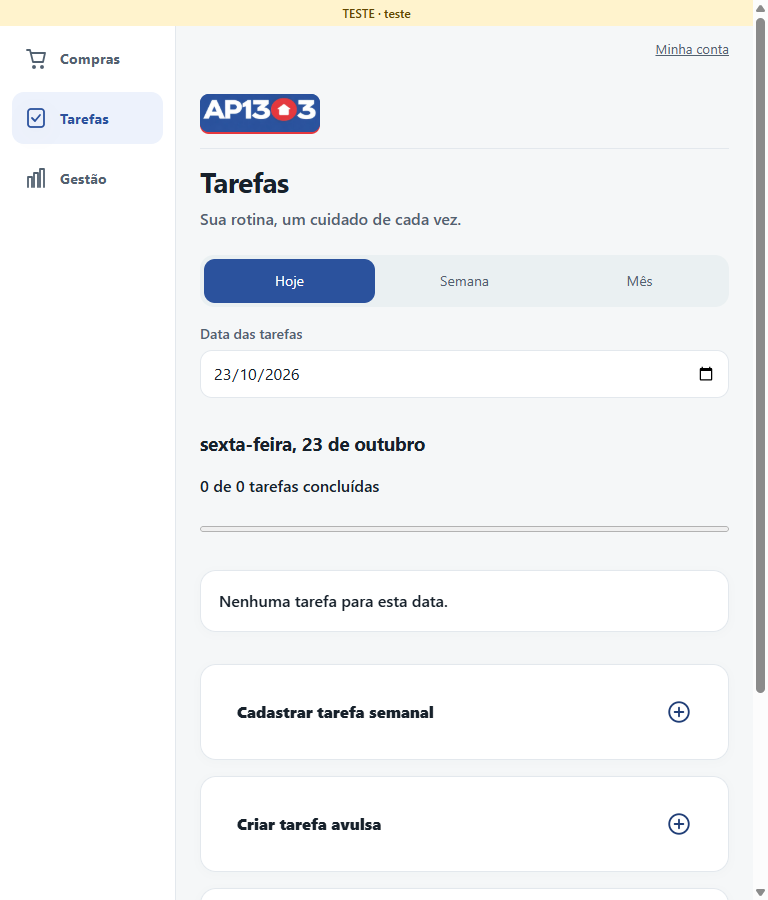 TESTE · teste
Compras
Tarefas
Gestão
Minha conta
AP13 3
Tarefas
Sua rotina, um cuidado de cada vez.
Hoje
Semana
Mês
Data das tarefas
23/10/2026
sexta-feira, 23 de outubro
0 de 0 tarefas concluídas
Nenhuma tarefa para esta data.
Cadastrar tarefa semanal
Criar tarefa avulsa